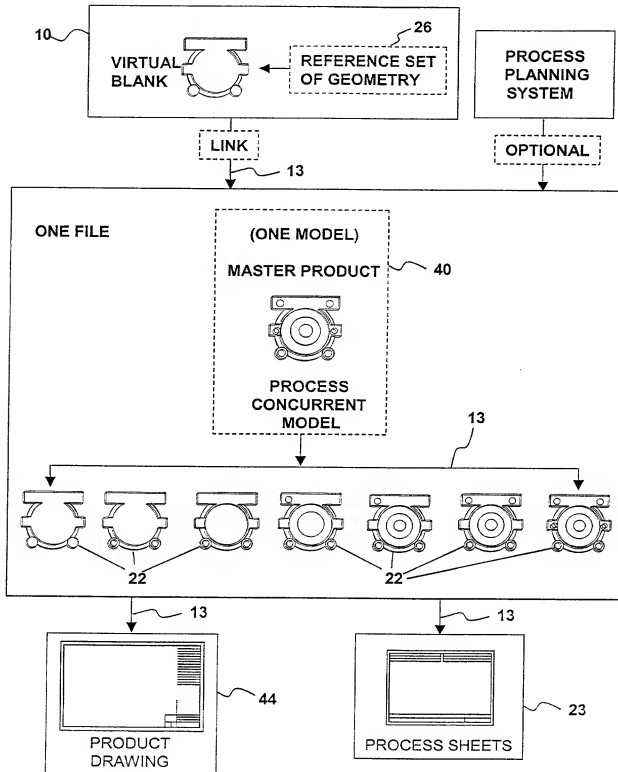 10
26
VIRTUAL
BLANK
REFERENCE SET
OF GEOMETRY
PROCESS
PLANNING
SYSTEM
LINK
13
OPTIONAL
ONE FILE
(ONE MODEL)
MASTER PRODUCT
40
PROCESS
CONCURRENT
MODEL
13
22
22
13
13
44
PRODUCT
DRAWING
PROCESS SHEETS
23